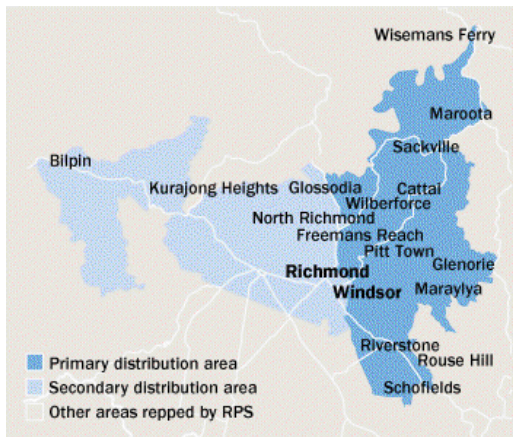 Wisemans Ferry
Maroota
Sackville
Bilpin
Kurajong Heights
Glossodia
Cattai
Wilberforce
North Richmond
Freemans Reach
Pitt Town
Glenorie
Richmond
Maraylya
Windsor
Riverstone
Rouse Hill
Schofields
Primary distribution area
Secondary distribution area
Other areas repped by RPS